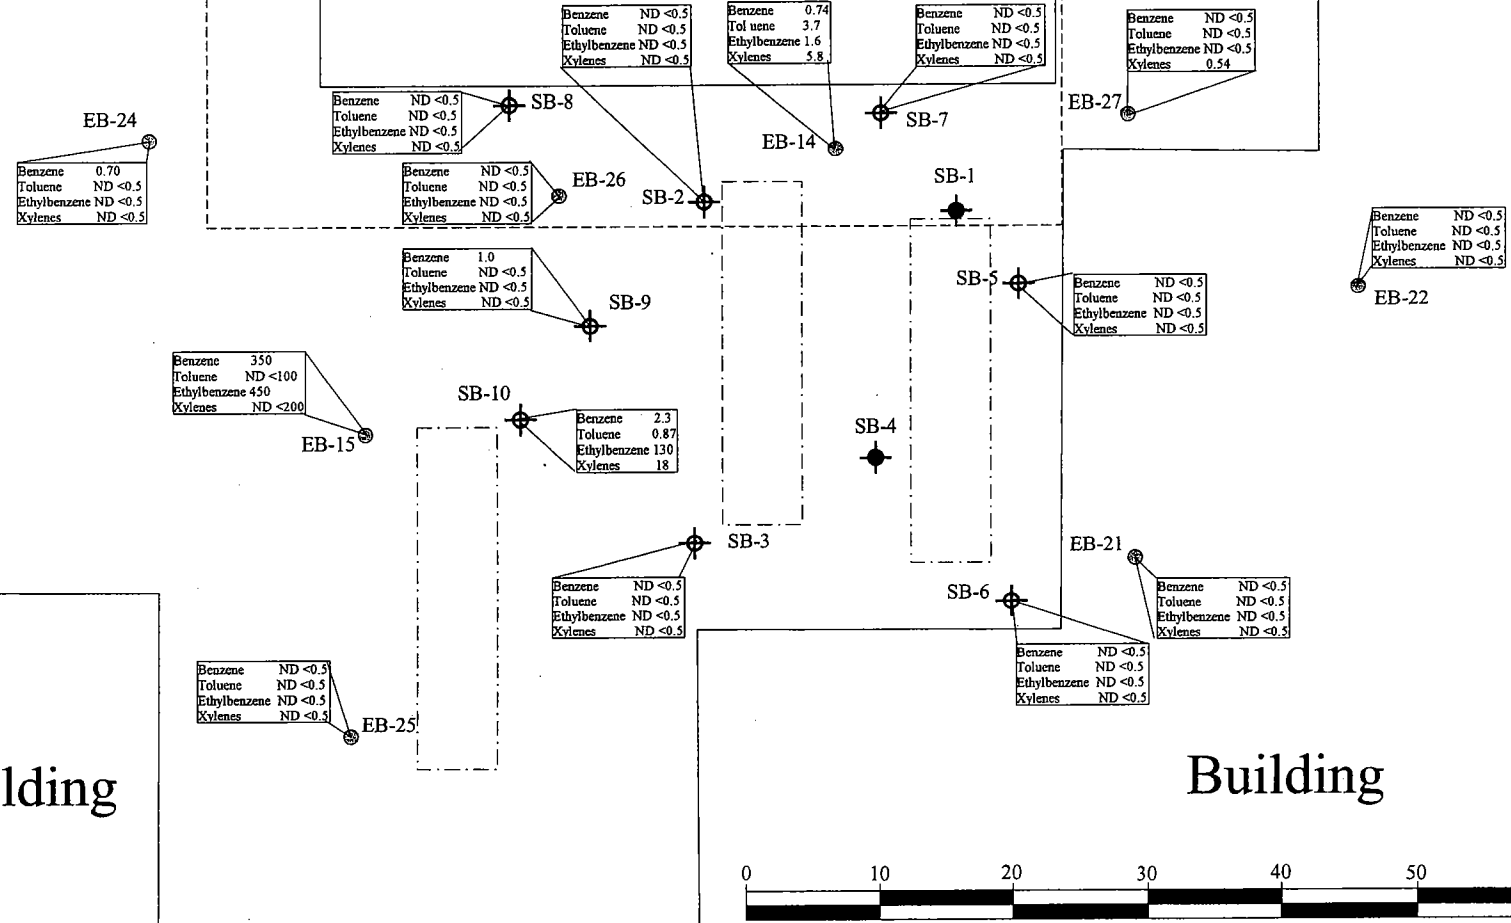 Benzene ND <0.5
Toluene ND <0.5
Ethylbenzene ND <0.5
Xylenes ND <0.5
Benzene 0.74
Tol uene 3.7
Ethylbenzene 1.6
Xylenes 5.8
Benzene ND <0.5
Toluene ND <0.5
Ethylbenzene ND <0.5
Xylenes ND <0.5
Benzene ND <0.5
Toluene ND <0.5
Ethylbenzene ND <0.5
Xylenes 0.54
EB-24
Benzene ND <0.5
Toluene ND <0.5
Ethylbenzene ND <0.5
Xylenes ND <0.5
SB-8
EB-14
SB-7
EB-27
Benzene 0.70
Toluene ND <0.5
Ethylbenzene ND <0.5
Xylenes ND <0.5
Benzene ND <0.5
Toluene ND <0.5
Ethylbenzene ND <0.5
Xylenes ND <0.5
EB-26
SB-2
SB-1
Benzene ND <0.5
Toluene ND <0.5
Ethylbenzene ND <0.5
Xylenes ND <0.5
EB-22
Benzene 1.0
Toluene ND <0.5
Ethylbenzene ND <0.5
Xylenes ND <0.5
SB-9
SB-5
Benzene ND <0.5
Toluene ND <0.5
Ethylbenzene ND <0.5
Xylenes ND <0.5
Benzene 350
Toluene ND <100
Ethylbenzene 450
Xylenes ND <200
EB-15
SB-10
Benzene 2.3
Toluene 0.87
Ethylbenzene 130
Xylenes 18
SB-4
SB-3
Benzene ND <0.5
Toluene ND <0.5
Ethylbenzene ND <0.5
Xylenes ND <0.5
EB-21
Benzene ND <0.5
Toluene ND <0.5
Ethylbenzene ND <0.5
Xylenes ND <0.5
SB-6
Benzene ND <0.5
Toluene ND <0.5
Ethylbenzene ND <0.5
Xylenes ND <0.5
Benzene ND <0.5
Toluene ND <0.5
Ethylbenzene ND <0.5
Xylenes ND <0.5
EB-25
lding
Building
0 10 20 30 40 50